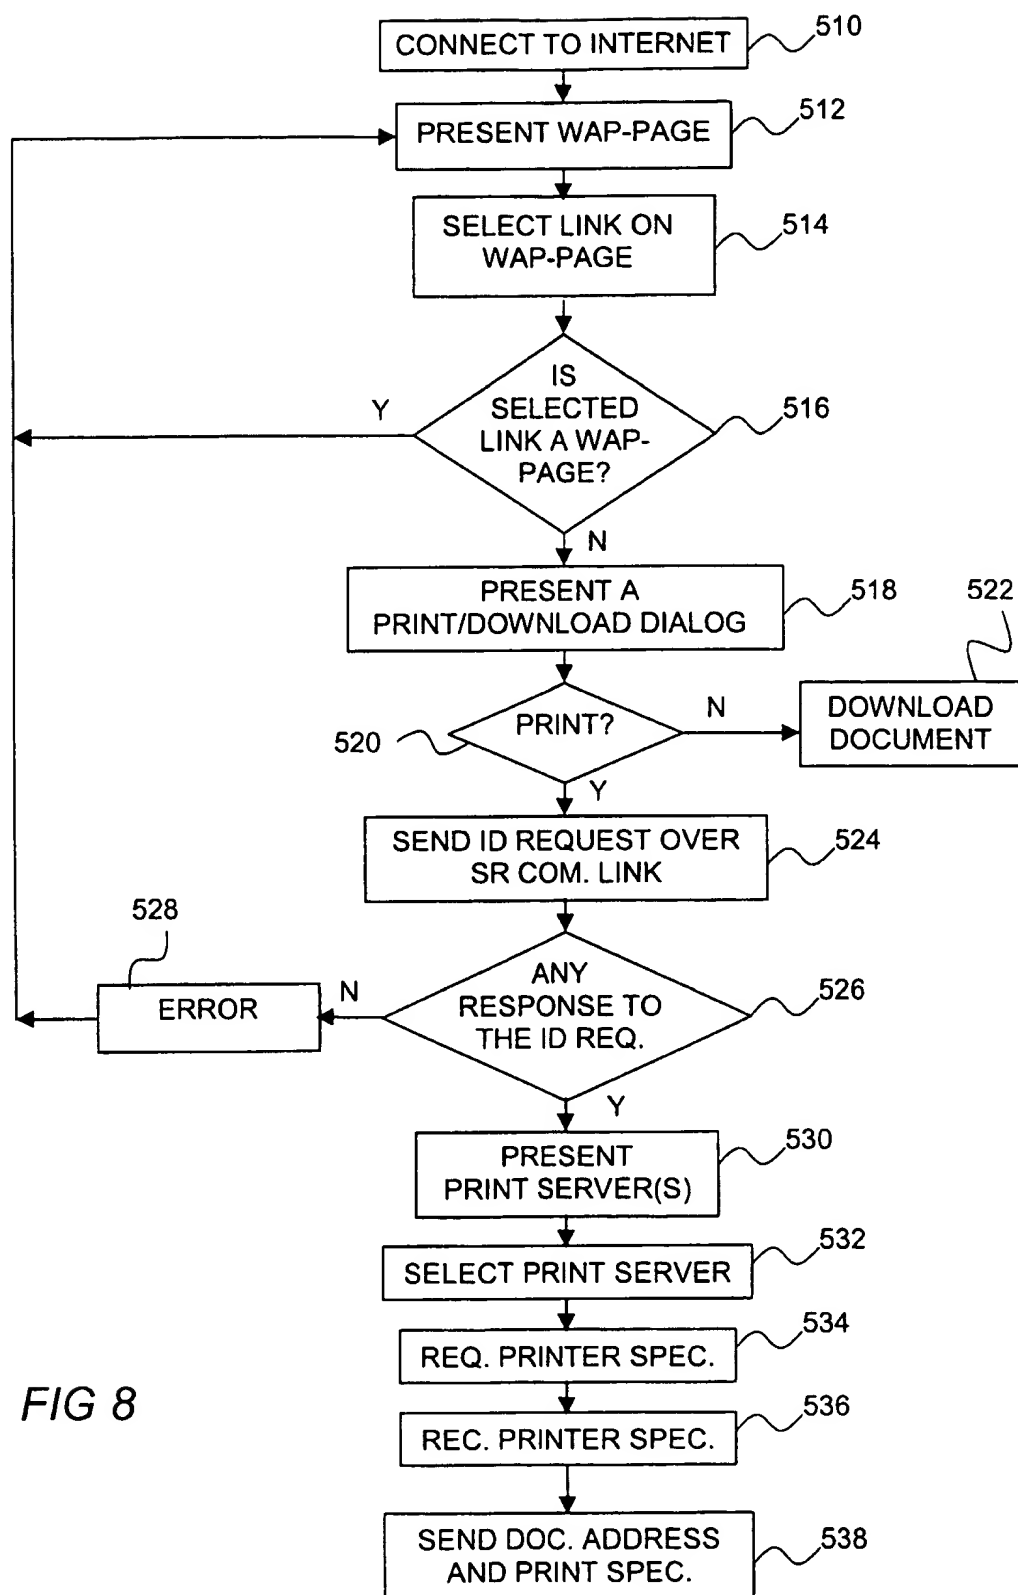 CONNECT TO INTERNET
510
PRESENT WAP-PAGE
512
SELECT LINK ON
WAP-PAGE
514
IS
SELECTED
LINK A WAP-
PAGE?
516
Y
N
PRESENT A
PRINT/DOWNLOAD DIALOG
518
522
PRINT?
520
N
DOWNLOAD
DOCUMENT
Y
SEND ID REQUEST OVER
SR COM. LINK
524
528
ERROR
N
ANY
RESPONSE TO
THE ID REQ.
526
Y
PRESENT
PRINT SERVER(S)
530
SELECT PRINT SERVER
532
REQ. PRINTER SPEC.
534
FIG 8
REC. PRINTER SPEC.
536
SEND DOC. ADDRESS
AND PRINT SPEC.
538